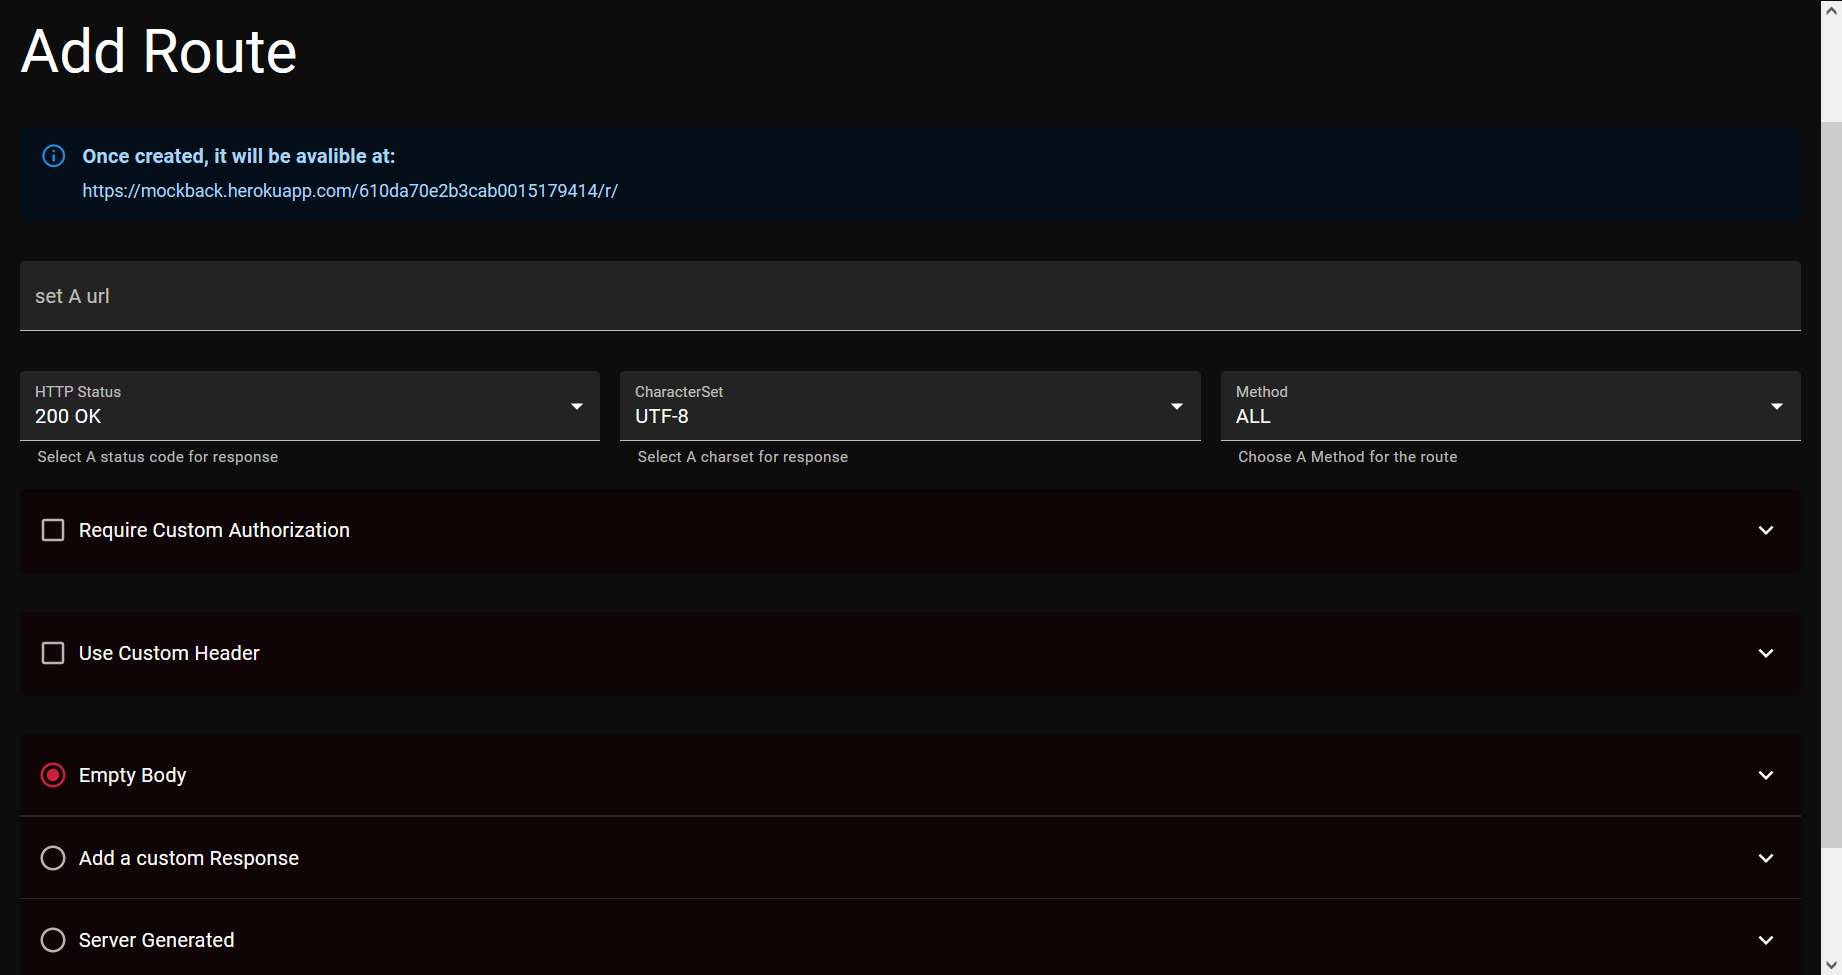 Add Route
Once created, it will be avalible at:
https://mockback.herokuapp.com/610da70e2b3cab0015179414/r/
set A url
HTTP Status
200 OK
Select A status code for response
CharacterSet
UTF-8
Select A charset for response
Method
ALL
Choose A Method for the route
Require Custom Authorization
Use Custom Header
Empty Body
Add a custom Response
Server Generated